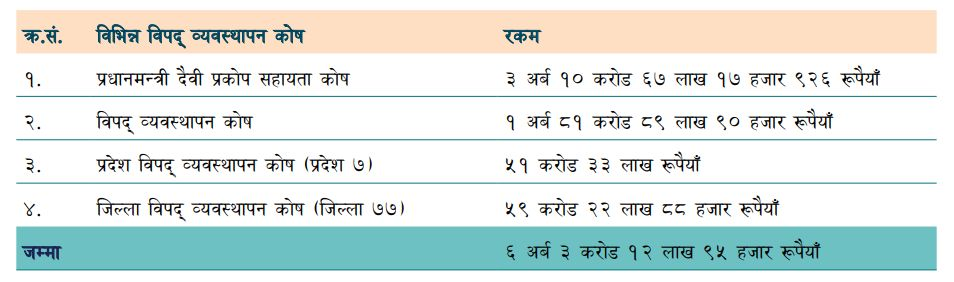 क्र.सं. विभिन्न विपद् व्यवस्थापन कोष रकम
१. प्रधानमन्त्री दैवी प्रकोप सहायता कोष ३ अर्ब १० करोड ६७ लाख १७ हजार ९२६ रूपैयाँ
२. विपद् व्यवस्थापन कोष १ अर्ब ८१ करोड ८९ लाख ९० हजार रूपैयाँ
३. प्रदेश विपद् व्यवस्थापन कोष (प्रदेश ७) ५१ करोड ३३ लाख रूपैयाँ
४. जिल्ला विपद् व्यवस्थापन कोष (जिल्ला ७७) ५९ करोड २२ लाख ८८ हजार रूपैयाँ
जम्मा ६ अर्ब ३ करोड १२ लाख ९५ हजार रूपैयाँ